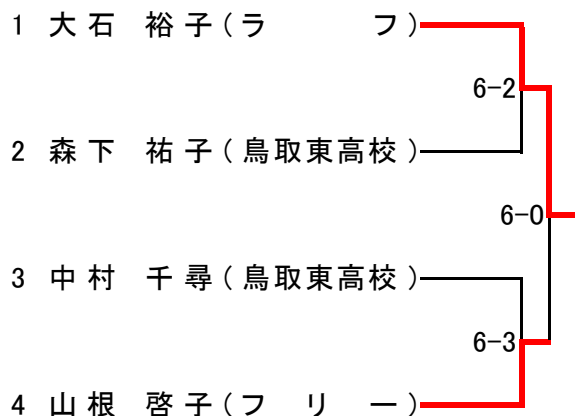 1 大石 裕子(ラフ)
6-2
2 森下 祐子(鳥取東高校)
6-0
3 中村 千尋(鳥取東高校)
6-3
4 山根 啓子(フリー)